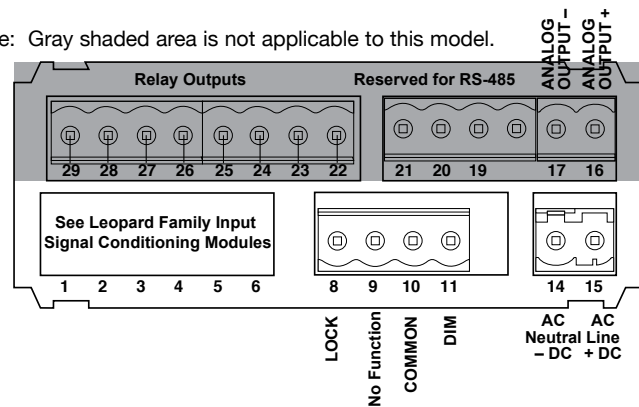 e: Gray shaded area is not applicable to this model.
ANALOG
OUTPUT –
ANALOG
OUTPUT +
Relay Outputs
Reserved for RS-485
29 28 27 26 25 24 23 22
21 20 19 17 16
See Leopard Family Input
Signal Conditioning Modules
1 2 3 4 5 6 8 9 10 11 14 15
LOCK
No Function
COMMON
DIM
AC AC
Neutral Line
– DC + DC